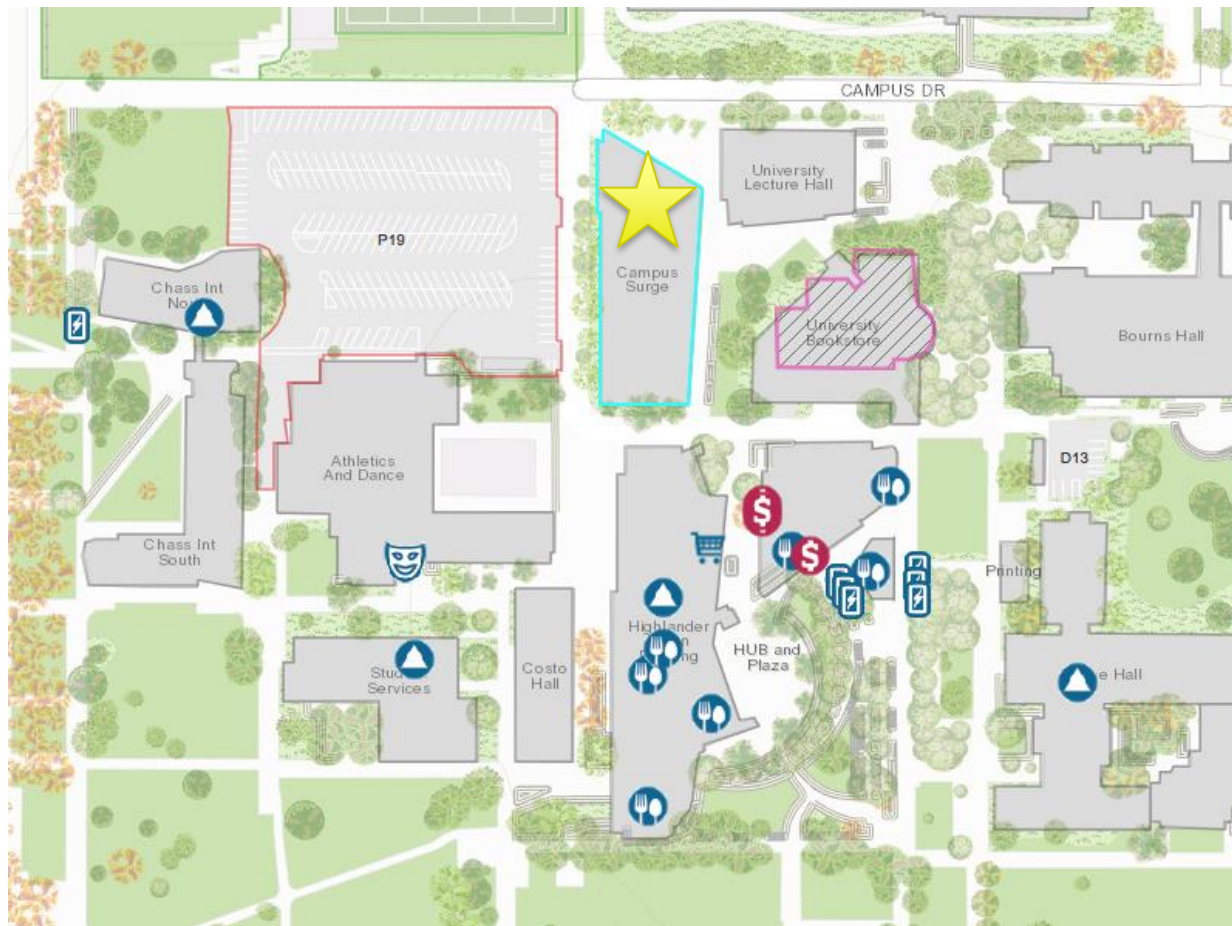 CAMPUS DR
University
Lecture Hall
P19
Campus
Surge
Chass Int
University
Bookstore
Bourns Hall
Athletics
And Dance
D13
Chass Int
South
Printing
Highlander
HUB and
Plaza
Costo
Hall
Services
Hall
$
$